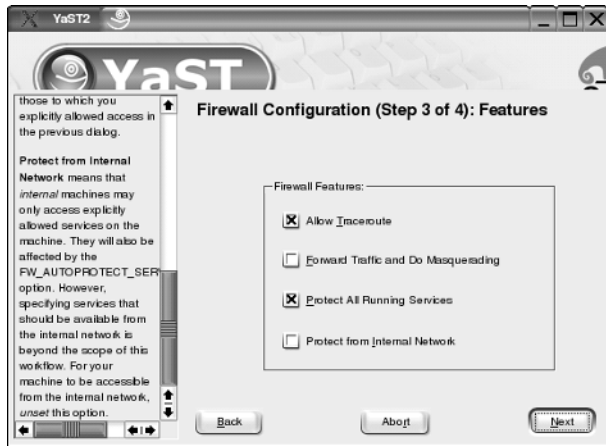 YaST2
YaST
those to which you
explicitly allowed access in
the previous dialog.
Protect from Internal
Network means that
internal machines may
only access explicitly
allowed services on the
machine. They will also be
affected by the
FW_AUTOPROTECT_SER
option. However,
specifying services that
should be available from
the internal network is
beyond the scope of this
workflow. For your
machine to be accessible
from the internal network,
unset this option.
Firewall Configuration (Step 3 of 4): Features
Firewall Features:
Allow Traceroute
Forward Traffic and Do Masquerading
Protect All Running Services
Protect from Internal Network
Back
Abort
Next